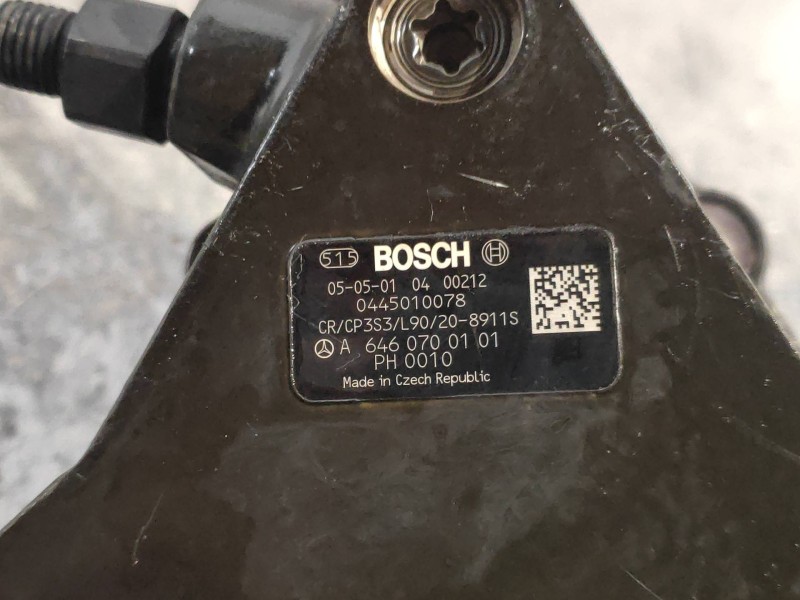 515 BOSCH
05-05-01 04 00212
0445010078
CR/CP3S3/L90/20-8911S
A 646 070 01 01
PH 0010
Made in Czech Republic